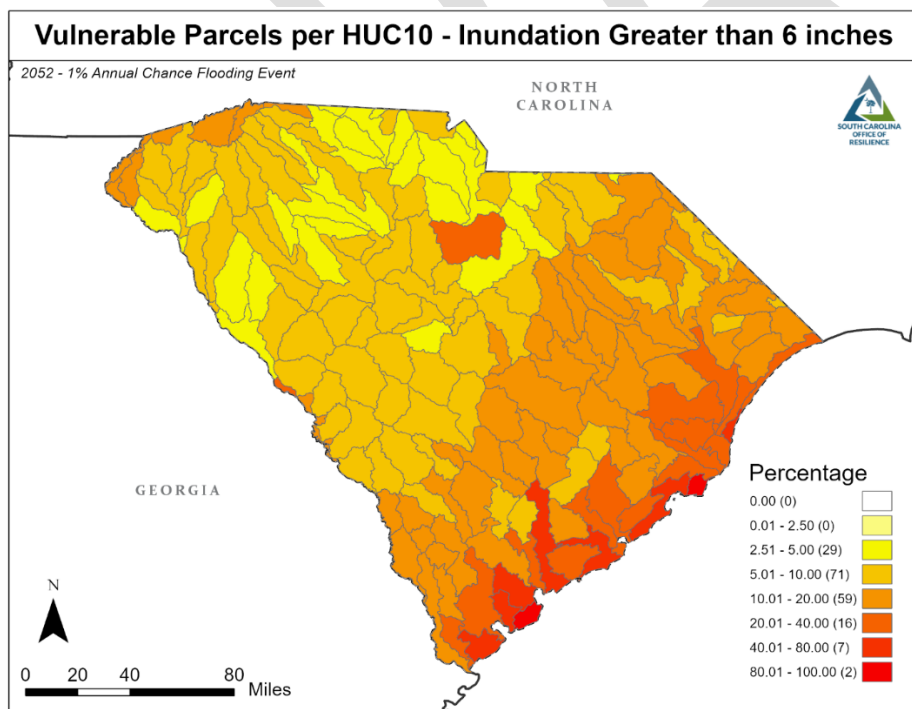 Vulnerable Parcels per HUC10 - Inundation Greater than 6 inches
2052 - 1% Annual Chance Flooding Event
NORTH
CAROLINA
SOUTH CAROLINA
OFFICE OF
RESILIENCE
GEORGIA
Percentage
0.00 (0)
0.01 - 2.50 (0)
2.51 - 5.00 (29)
5.01 - 10.00 (71)
10.01 - 20.00 (59)
20.01 - 40.00 (16)
40.01 - 80.00 (7)
80.01 - 100.00 (2)
N
0 20 40 80
Miles